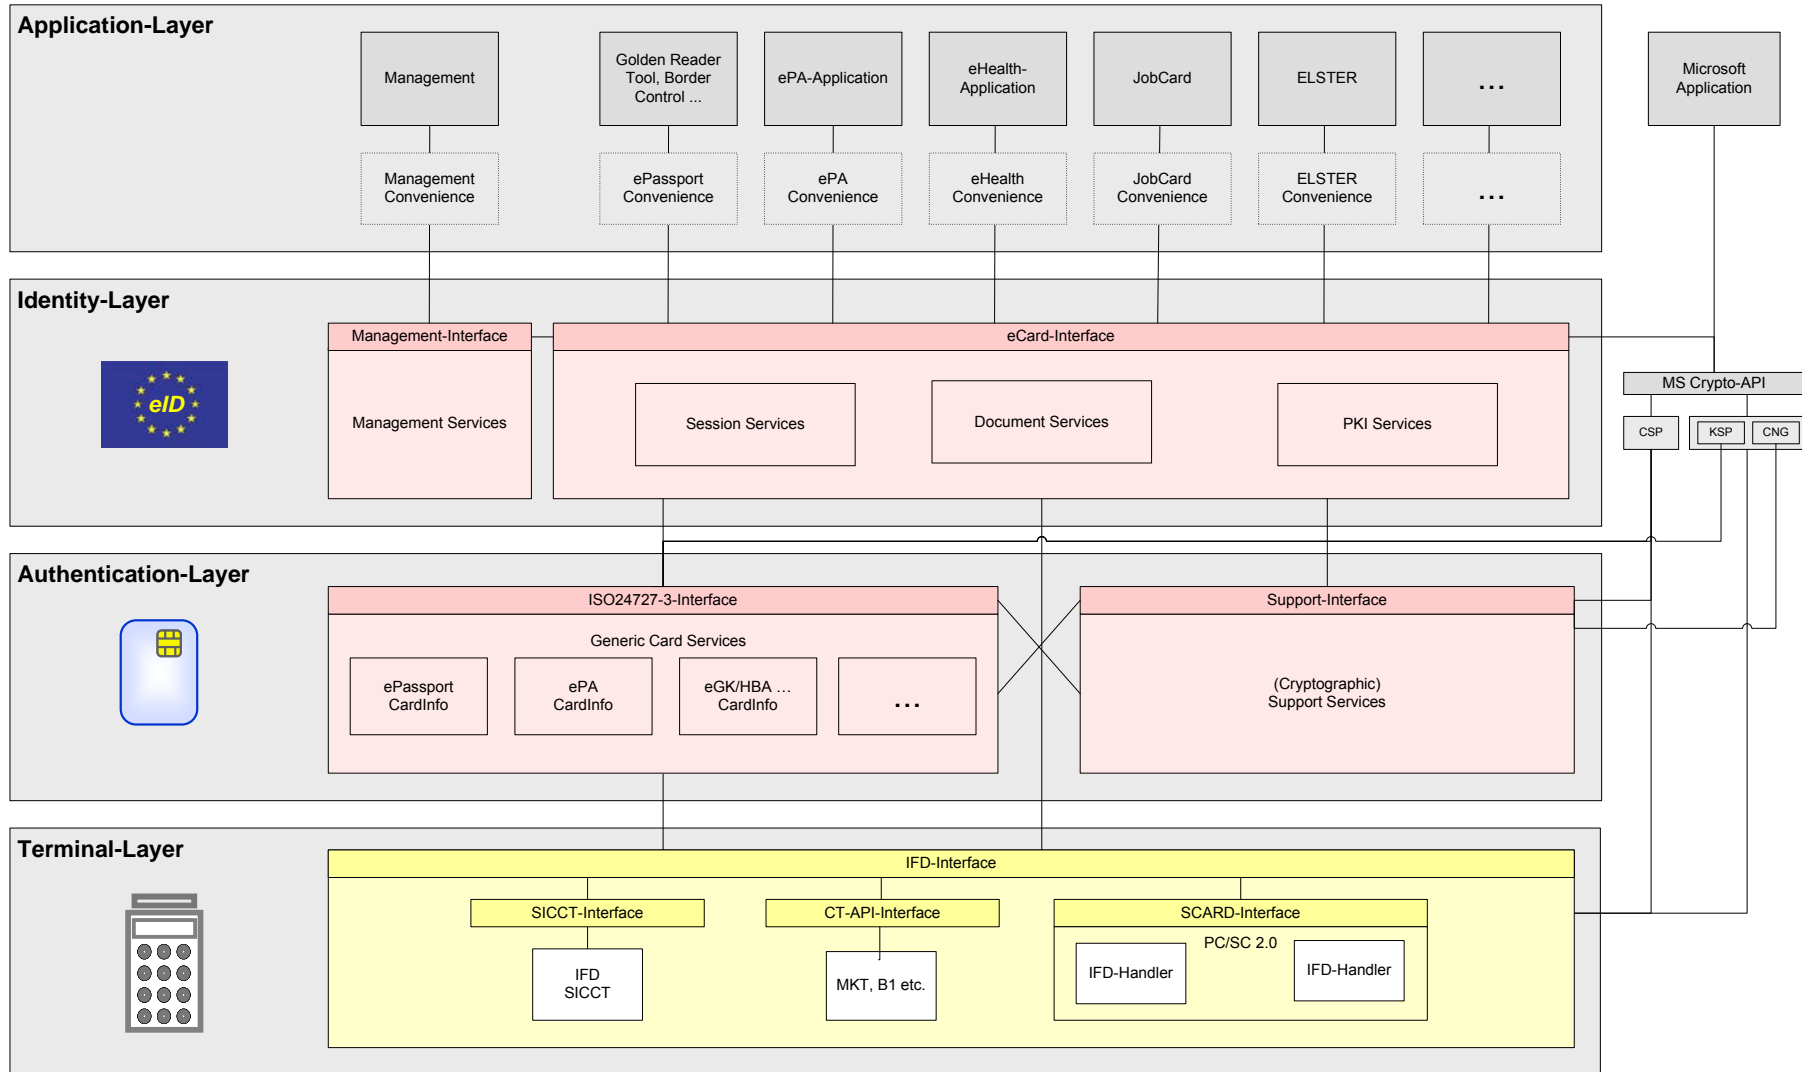 Application-Layer
Management
Golden Reader
Tool, Border
Control ...
ePA-Application
eHealth-
Application
JobCard
ELSTER
...
Microsoft
Application
Management
Convenience
ePassport
Convenience
ePA
Convenience
eHealth
Convenience
JobCard
Convenience
ELSTER
Convenience
...
Identity-Layer
eID
Management-Interface
Management Services
eCard-Interface
Session Services
Document Services
PKI Services
MS Crypto-API
CSP
KSP
CNG
Authentication-Layer
ISO24727-3-Interface
Generic Card Services
ePassport
CardInfo
ePA
CardInfo
eGK/HBA ...
CardInfo
...
Support-Interface
(Cryptographic)
Support Services
Terminal-Layer
IFD-Interface
SICCT-Interface
IFD
SICCT
CT-API-Interface
MKT, B1 etc.
SCARD-Interface
PC/SC 2.0
IFD-Handler
IFD-Handler